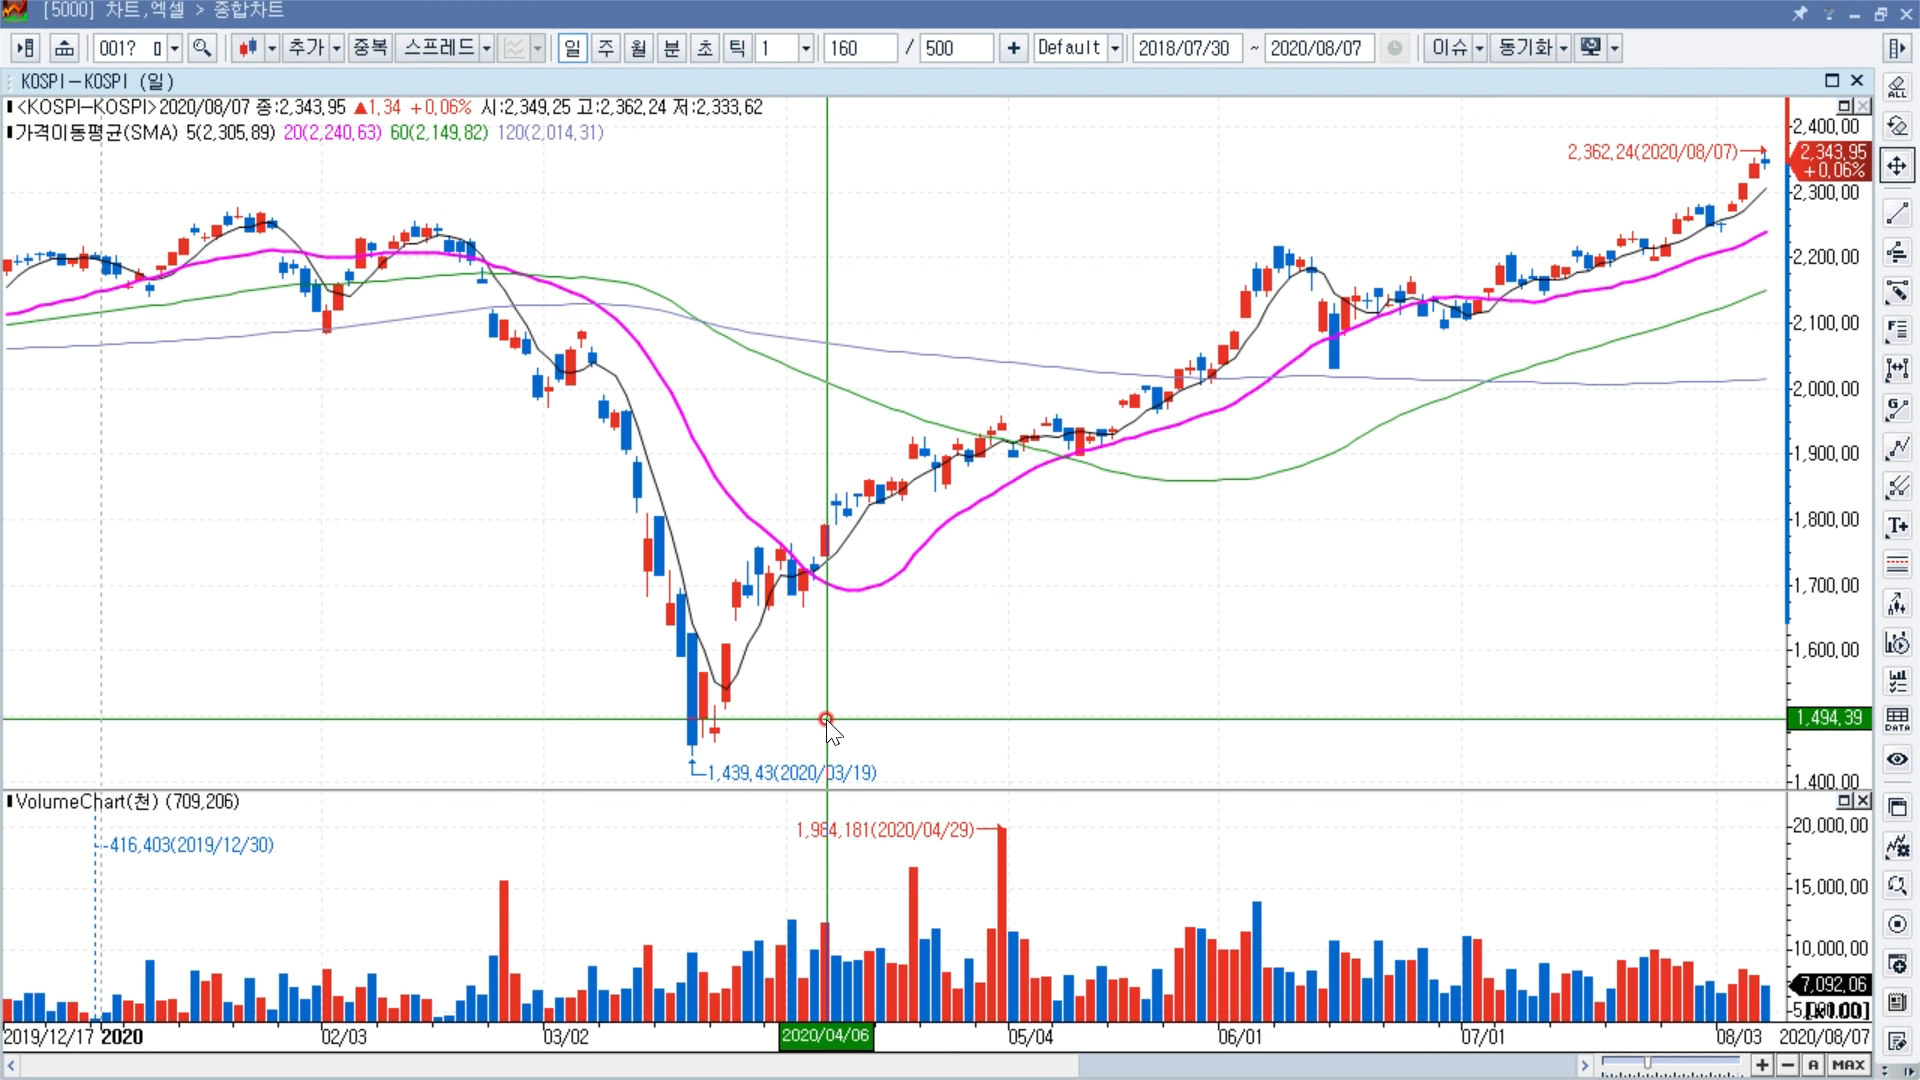 [5000] 차트,엑셀 > 종합차트
001? 추가 중복 스프레드 일 주 월 분 초 틱 1 160 / 500 + Default 2018/07/30 ~ 2020/08/07 이슈 동기화
KOSPI-KOSPI (일)
<KOSPI-KOSPI>2020/08/07 종:2,343.95 ▲1.34 +0.06% 시:2,349.25 고:2,362.24 저:2,333.62
가격이동평균(SMA) 5(2,305.89) 20(2,240.63) 60(2,149.82) 120(2,014.31)
2,400.00
2,362.24(2020/08/07)
2,343.95
+0.06%
2,300.00
2,200.00
2,100.00
2,000.00
1,900.00
1,800.00
1,700.00
1,600.00
1,494.39
1,439.43(2020/03/19)
1,400.00
VolumeChart(천) (709,206)
20,000.00
1,984,181(2020/04/29)
416,403(2019/12/30)
15,000.00
10,000.00
7,092.06
2019/12/17 2020 02/03 03/02 2020/04/06 05/04 06/01 07/01 08/03 2020/08/07
+ - A MAX
ALL
DATA